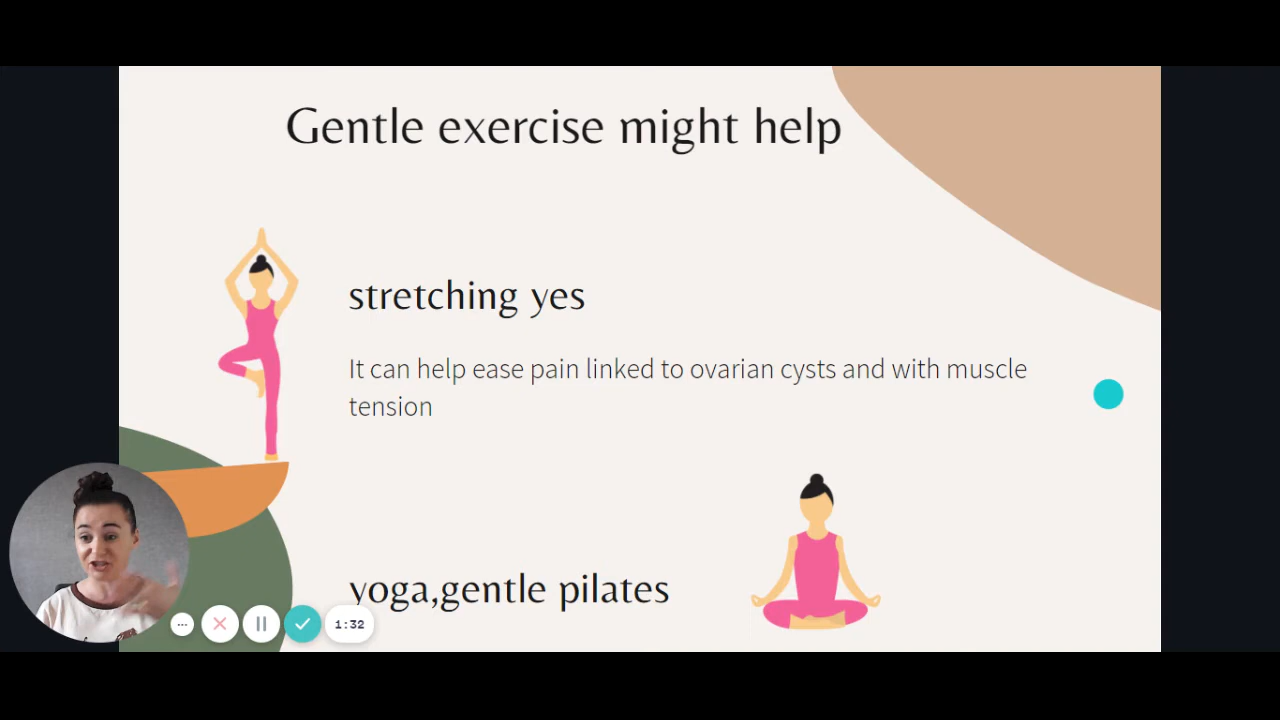 Gentle exercise might help
stretching yes
It can help ease pain linked to ovarian cysts and with muscle
tension
yoga,gentle pilates
1:32